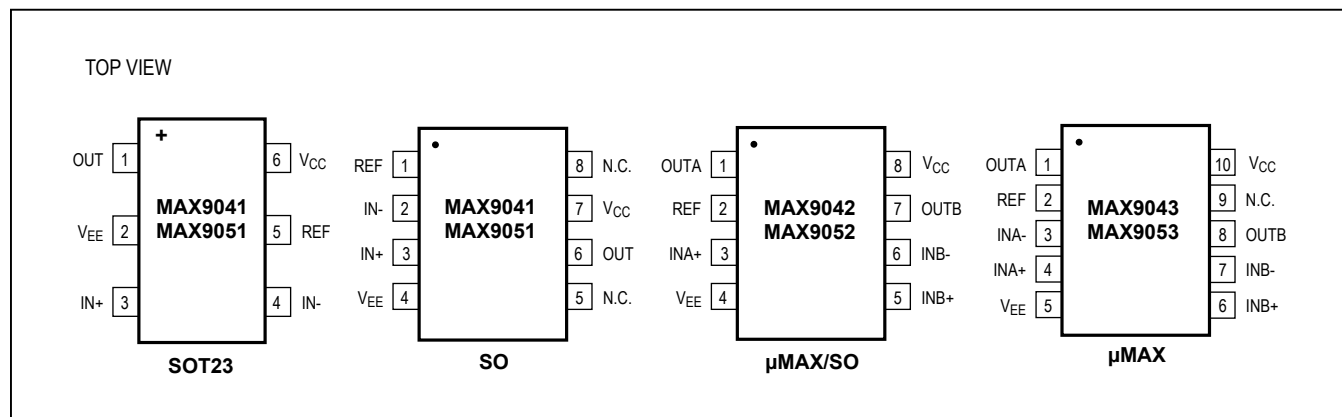 TOP VIEW
+
OUT 1
6 VCC
MAX9041
MAX9051
VEE 2
5 REF
IN+ 3
4 IN-
SOT23
REF 1
8 N.C.
IN- 2
7 VCC
MAX9041
MAX9051
IN+ 3
6 OUT
VEE 4
5 N.C.
SO
OUTA 1
8 VCC
REF 2
7 OUTB
MAX9042
MAX9052
INA+ 3
6 INB-
VEE 4
5 INB+
µMAX/SO
OUTA 1
10 VCC
REF 2
9 N.C.
MAX9043
MAX9053
INA- 3
8 OUTB
INA+ 4
7 INB-
VEE 5
6 INB+
µMAX